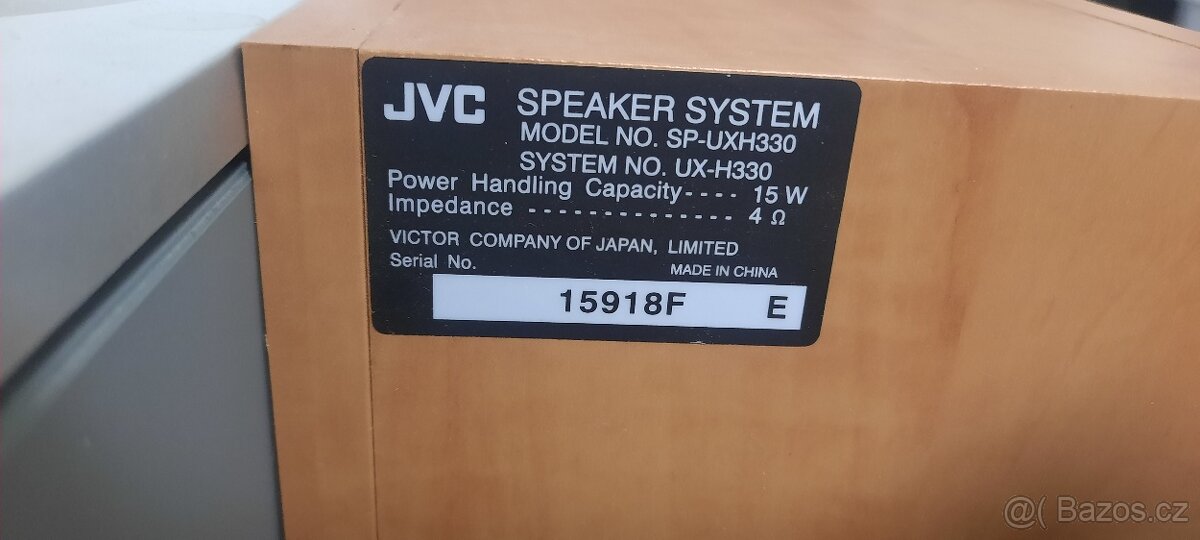 JVC SPEAKER SYSTEM
MODEL NO. SP-UXH330
SYSTEM NO. UX-H330
Power Handling Capacity---- 15 W
Impedance -------------- 4 Ω
VICTOR COMPANY OF JAPAN, LIMITED
Serial No. MADE IN CHINA
15918F E
@( Bazos.cz